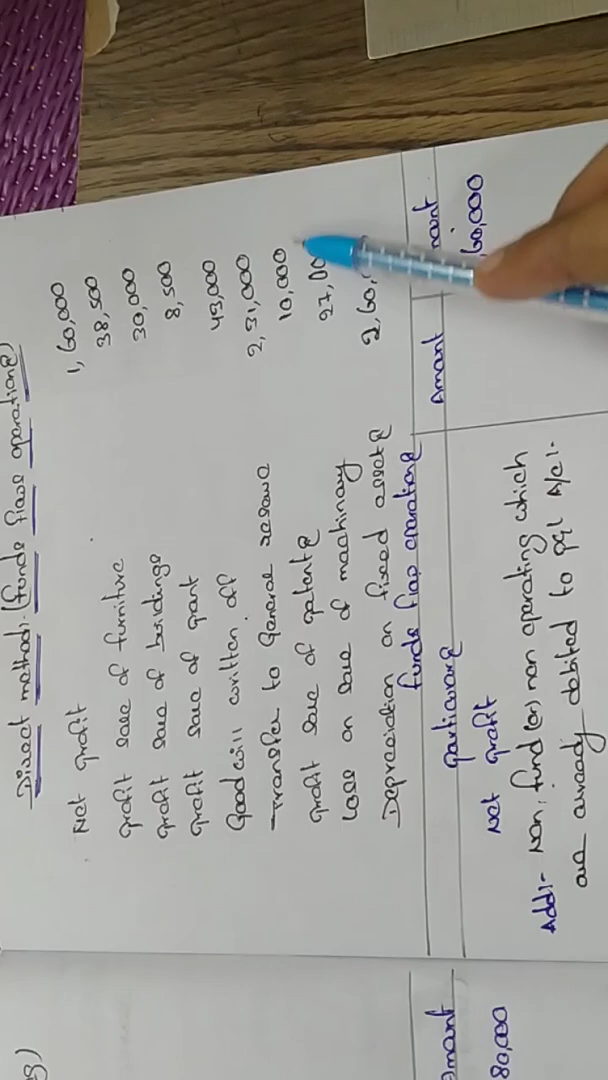 Direct method:- (funds flow operations)
Net profit 1,60,000
profit sale of furniture 38,500
profit sale of buildings 30,000
profit sale of plant 8,500
Goodwill written off 45,000
Transfer to General reserve 2,31,000
profit sale of patents 10,000
Loss on sale of machinary
Depreciation on fixed assets
funds flow operations
particulars Amount
Net profit 60,000
Add:- Non, fund (or) non operating which
are already debited to P&L A/c!-
80,000